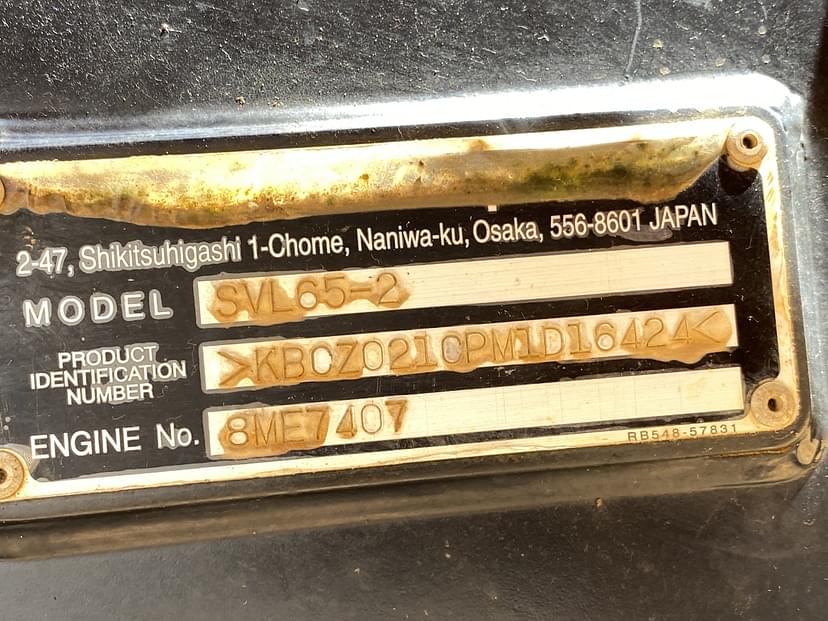 2-47, Shikitsuhigashi 1-Chome, Naniwa-ku, Osaka, 556-8601 JAPAN
MODEL SVL65-2
PRODUCT IDENTIFICATION NUMBER >KBCZ021CPM1D16424<
ENGINE No. 8ME7407
RB548-57831